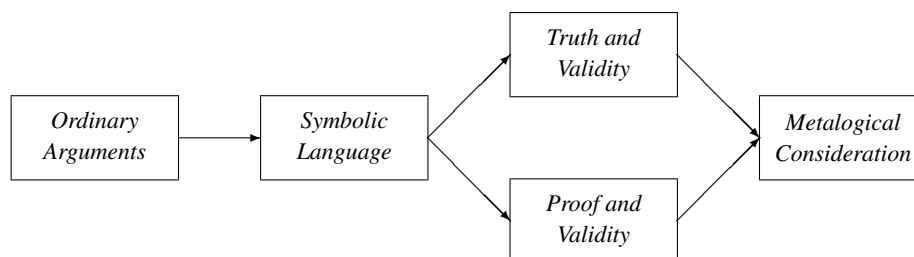 Ordinary
Arguments
Symbolic
Language
Truth and
Validity
Proof and
Validity
Metalogical
Consideration